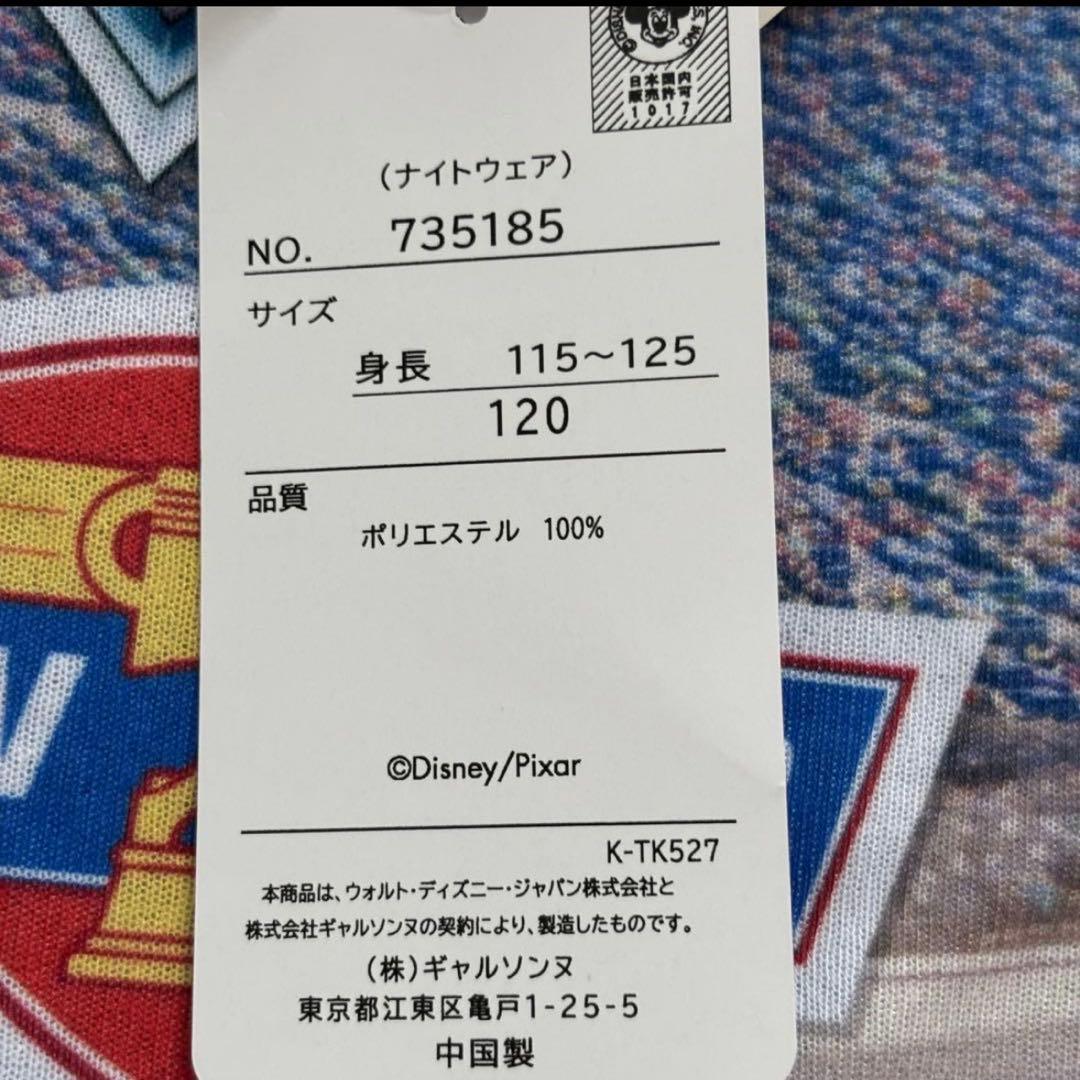 日本国内
販売許可
1017
(ナイトウェア)
NO. 735185
サイズ
身長 115～125
120
品質
ポリエステル 100%
©Disney/Pixar
K-TK527
本商品は、ウォルト・ディズニー・ジャパン株式会社と
株式会社ギャルソンヌの契約により、製造したものです。
(株)ギャルソンヌ
東京都江東区亀戸1-25-5
中国製